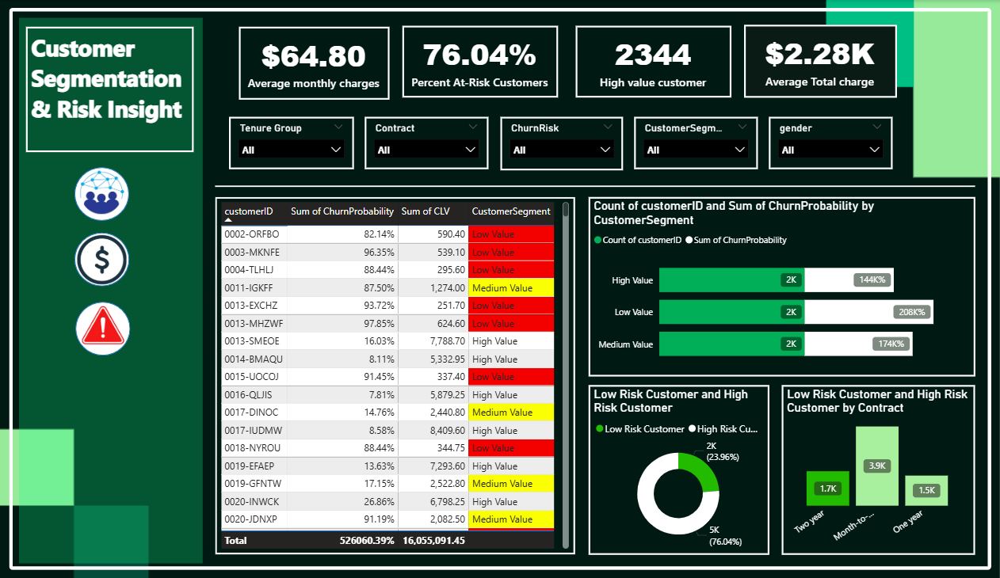 Customer
Segmentation
& Risk Insight
$64.80
Average monthly charges
76.04%
Percent At-Risk Customers
2344
High value customer
$2.28K
Average Total charge
Tenure Group
All
Contract
All
ChurnRisk
All
CustomerSegm...
All
gender
All
customerID Sum of ChurnProbability Sum of CLV CustomerSegment
0002-ORFBO 82.14% 590.40 Low Value
0003-MKNFE 96.35% 539.10 Low Value
0004-TLHLJ 88.44% 295.60 Low Value
0011-IGKFF 87.50% 1,274.00 Medium Value
0013-EXCHZ 93.72% 251.70 Low Value
0013-MHZWF 97.85% 624.60 Low Value
0013-SMEOE 16.03% 7,788.70 High Value
0014-BMAQU 8.11% 5,332.95 High Value
0015-UOCOJ 91.45% 337.40 Low Value
0016-QLJIS 7.81% 5,879.25 High Value
0017-DINOC 14.76% 2,440.80 Medium Value
0017-IUDMW 8.58% 8,409.60 High Value
0018-NYROU 88.44% 344.75 Low Value
0019-EFAEP 13.63% 7,293.60 High Value
0019-GFNTW 17.15% 2,522.80 Medium Value
0020-INWCK 26.86% 6,798.25 High Value
0020-JDNXP 91.19% 2,082.50 Medium Value
Total 526060.39% 16,055,091.45
Count of customerID and Sum of ChurnProbability by
CustomerSegment
Count of customerID Sum of ChurnProbability
High Value 2K 144K%
Low Value 2K 208K%
Medium Value 2K 174K%
Low Risk Customer and High
Risk Customer
Low Risk Customer High Risk Cu...
2K
(23.96%)
5K
(76.04%)
Low Risk Customer and High Risk
Customer by Contract
1.7K
3.9K
1.5K
Two year
Month-to-...
One year